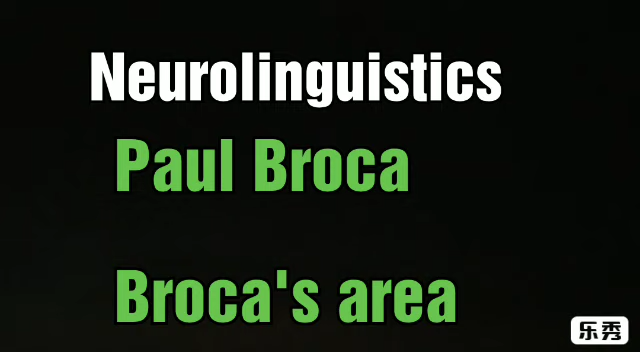 Neurolinguistics
Paul Broca
Broca's area
乐秀